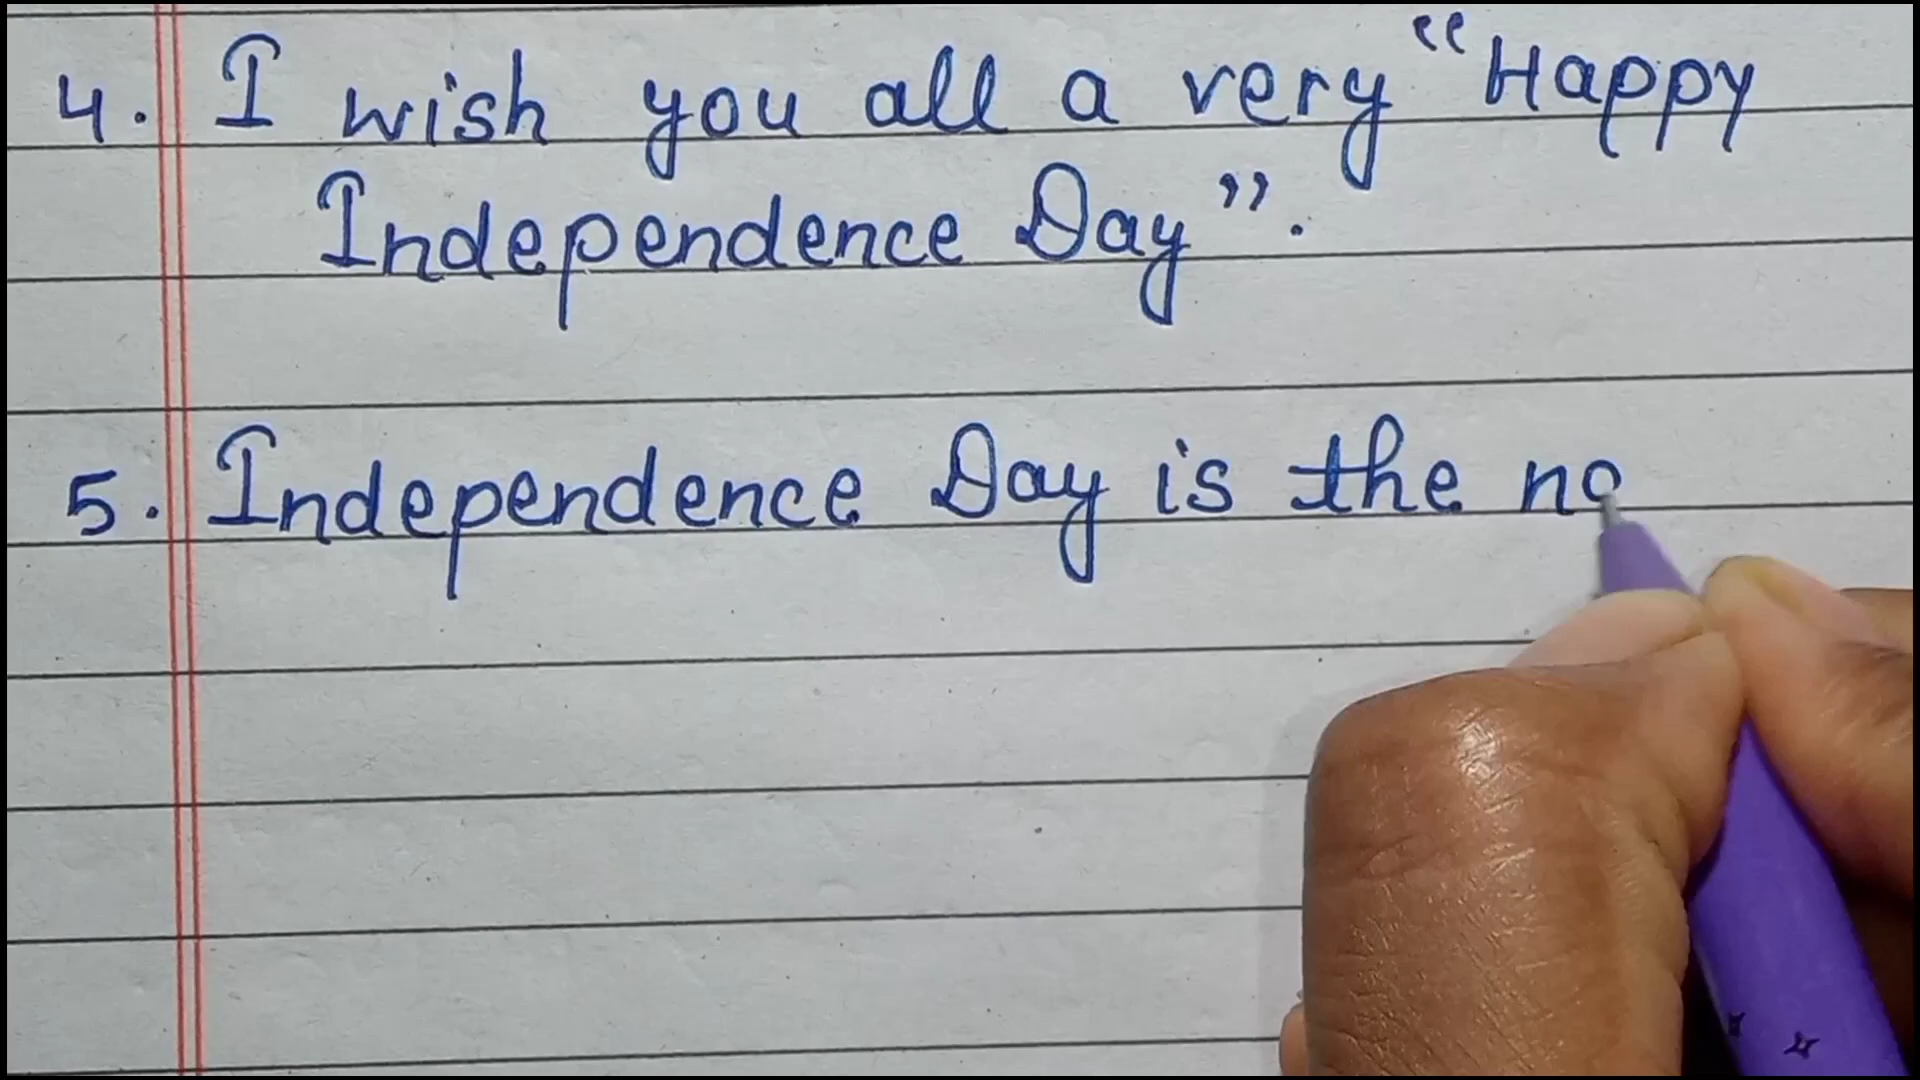 4. I wish you all a very “Happy
Independence Day”.
5. Independence Day is the